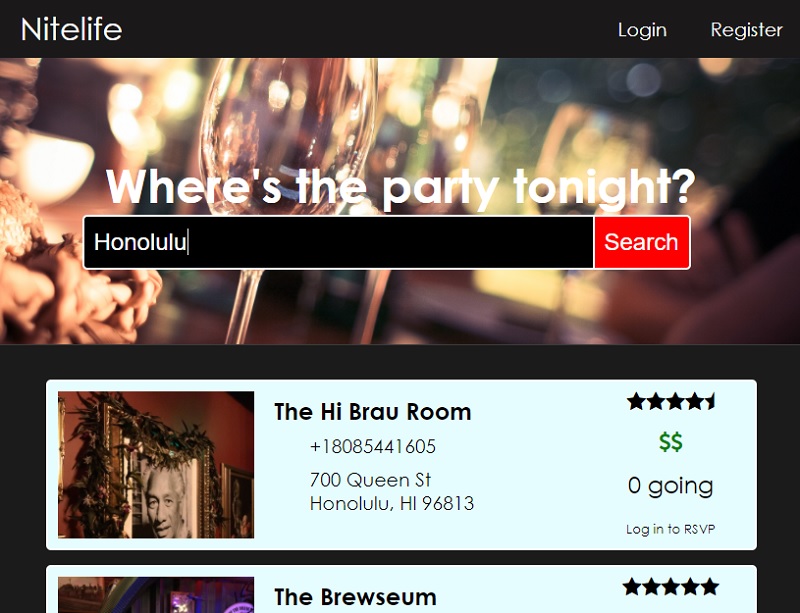 Nitelife
Login
Register
Where's the party tonight?
Honolulu
Search
The Hi Brau Room
+18085441605
$$
700 Queen St
0 going
Honolulu, HI 96813
Log in to RSVP
The Brewseum